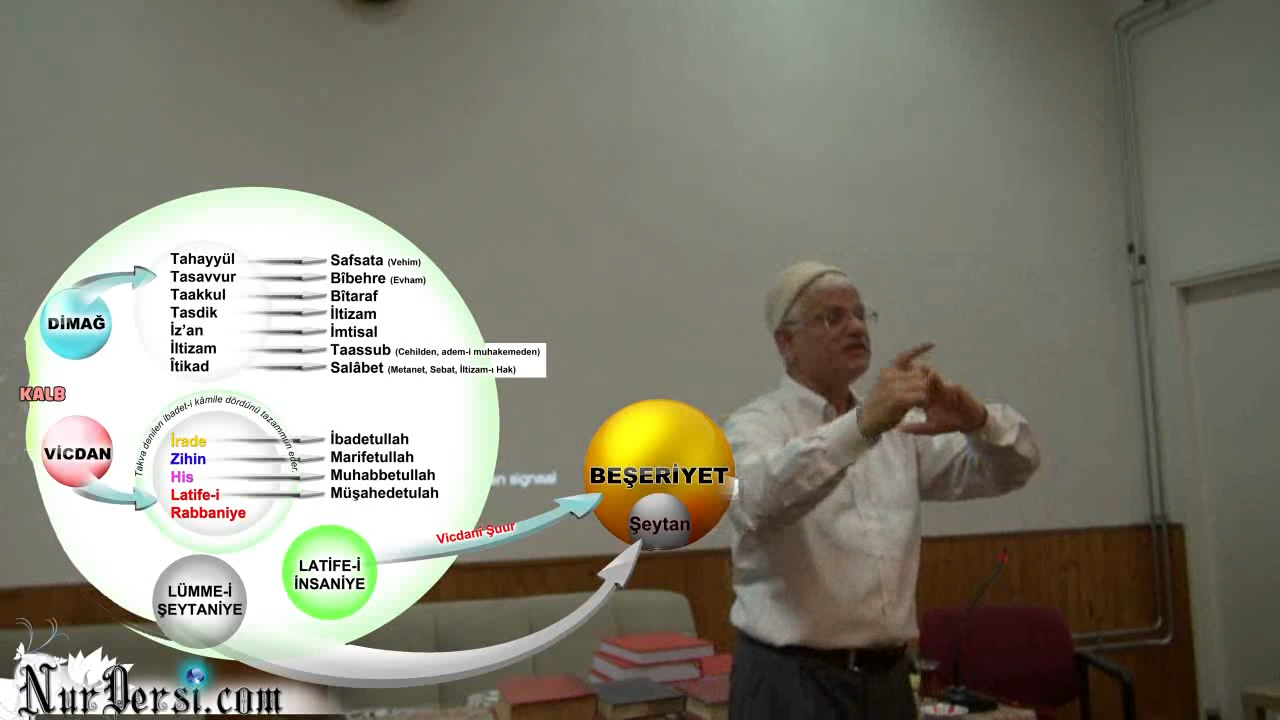 Tahayyül Safsata (Vehim)
Tasavvur Bîbehre (Evham)
Taakkul Bîtaraf
Tasdik İltizam
İz'an İmtisal
İltizam Taassub (Cehilden, adem-i muhakemeden)
Îtikad Salâbet (Metanet, Sebat, İltizam-ı Hak)
DİMAĞ
KALB
Takva denilen ibadet-i kâmile dördünü tazammun eder.
VİCDAN
İrade İbadetullah
Zihin Marifetullah
His Muhabbetullah
Latife-i Müşahedetulah
Rabbaniye
BEŞERİYET
Şeytan
Vicdanî Şuur
LATİFE-İ
İNSANİYE
LÜMME-İ
ŞEYTANİYE
NurDersi.com
signaal